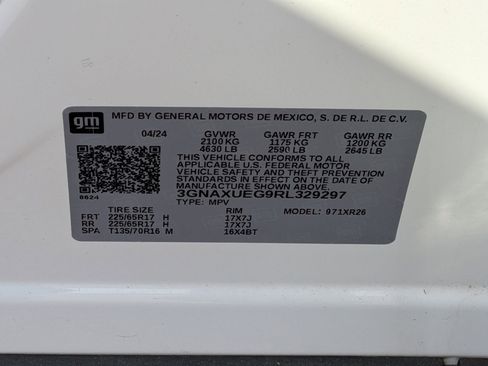 gm MFD BY GENERAL MOTORS DE MEXICO, S. DE R.L. DE C.V.
04/24 GVWR GAWR FRT GAWR RR
2100 KG 1175 KG 1200 KG
4630 LB 2590 LB 2645 LB
THIS VEHICLE CONFORMS TO ALL
APPLICABLE U.S. FEDERAL MOTOR
VEHICLE SAFETY AND THEFT PREVENTION
STANDARDS IN EFFECT ON THE DATE OF
MANUFACTURE SHOWN ABOVE.
3GNAXUEG9RL329297
8624
TYPE: MPV
TIRE SIZE RIM MODEL: 971XR26
FRT 225/65R17 H 17X7J
RR 225/65R17 H 17X7J
SPA T135/70R16 M 16X4BT